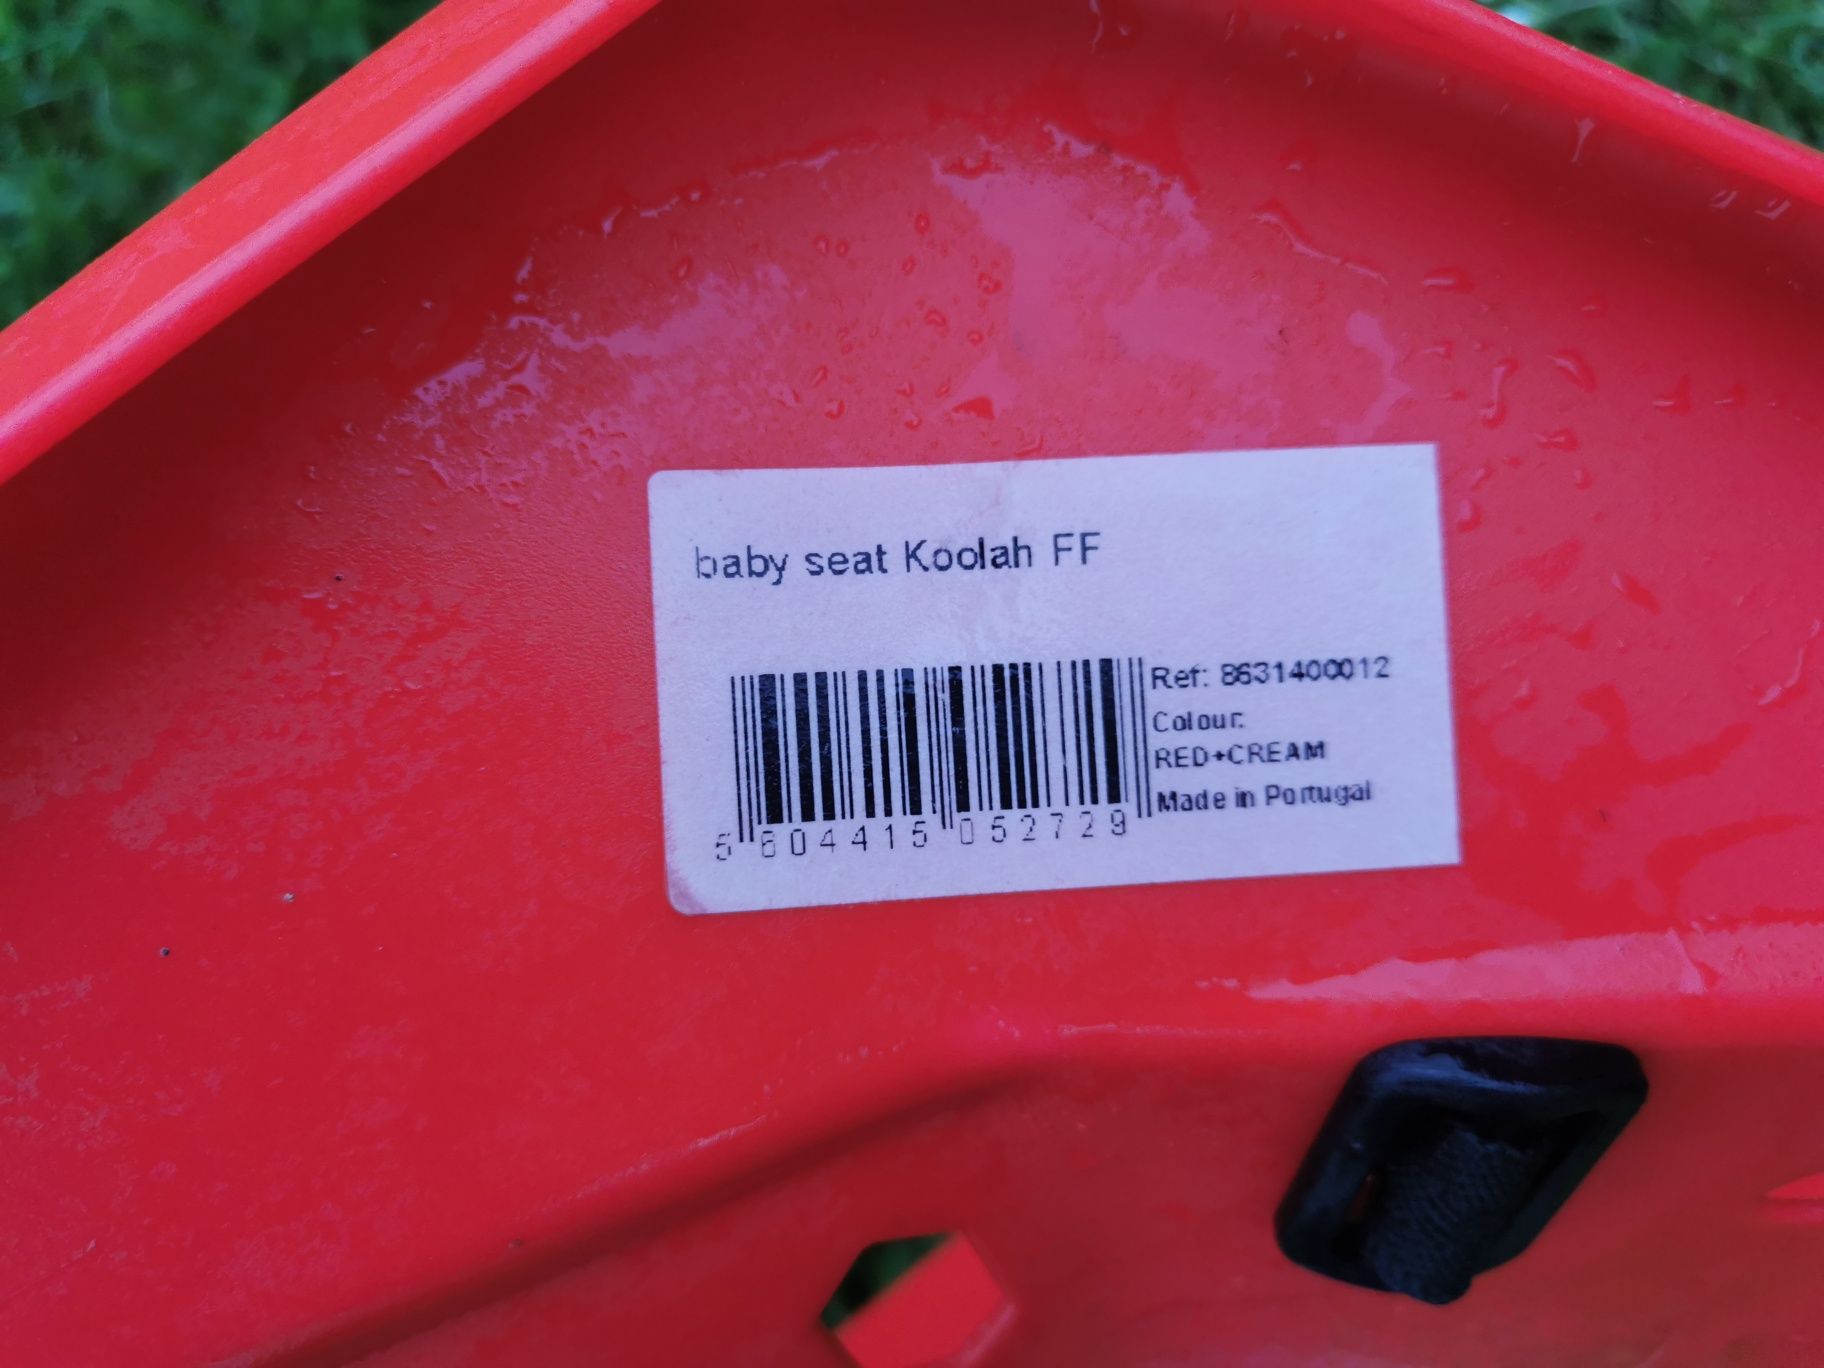 baby seat Koolah FF
Ref: 8631400012
Colour:
RED+CREAM
Made in Portugal
5 604415 052729